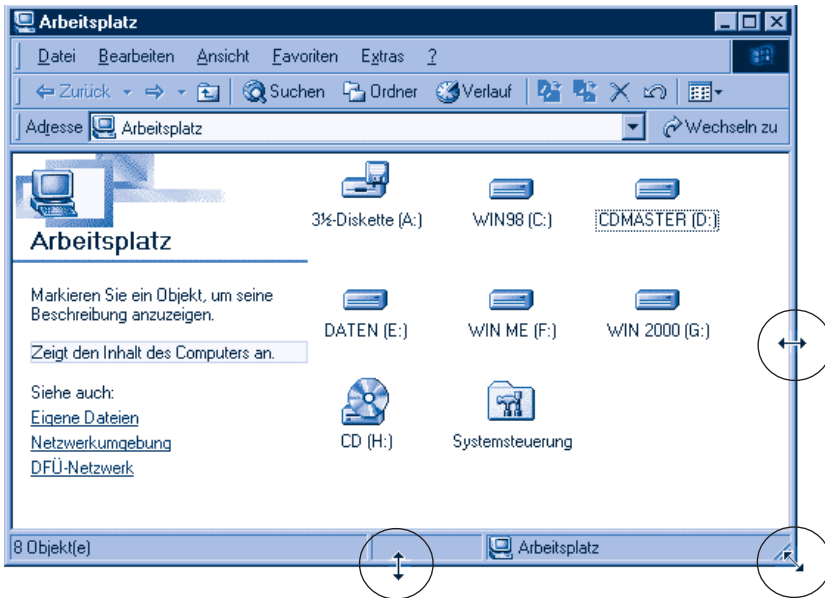 Arbeitsplatz
Datei Bearbeiten Ansicht Favoriten Extras ?
Zurück Suchen Ordner Verlauf
Adresse Arbeitsplatz Wechseln zu
3½-Diskette (A:) WIN98 (C:) CDMASTER (D:)
Arbeitsplatz
Markieren Sie ein Objekt, um seine
Beschreibung anzuzeigen.
DATEN (E:) WIN ME (F:) WIN 2000 (G:)
Zeigt den Inhalt des Computers an.
Siehe auch:
Eigene Dateien
Netzwerkumgebung
DFÜ-Netzwerk
CD (H:) Systemsteuerung
8 Objekt(e) Arbeitsplatz